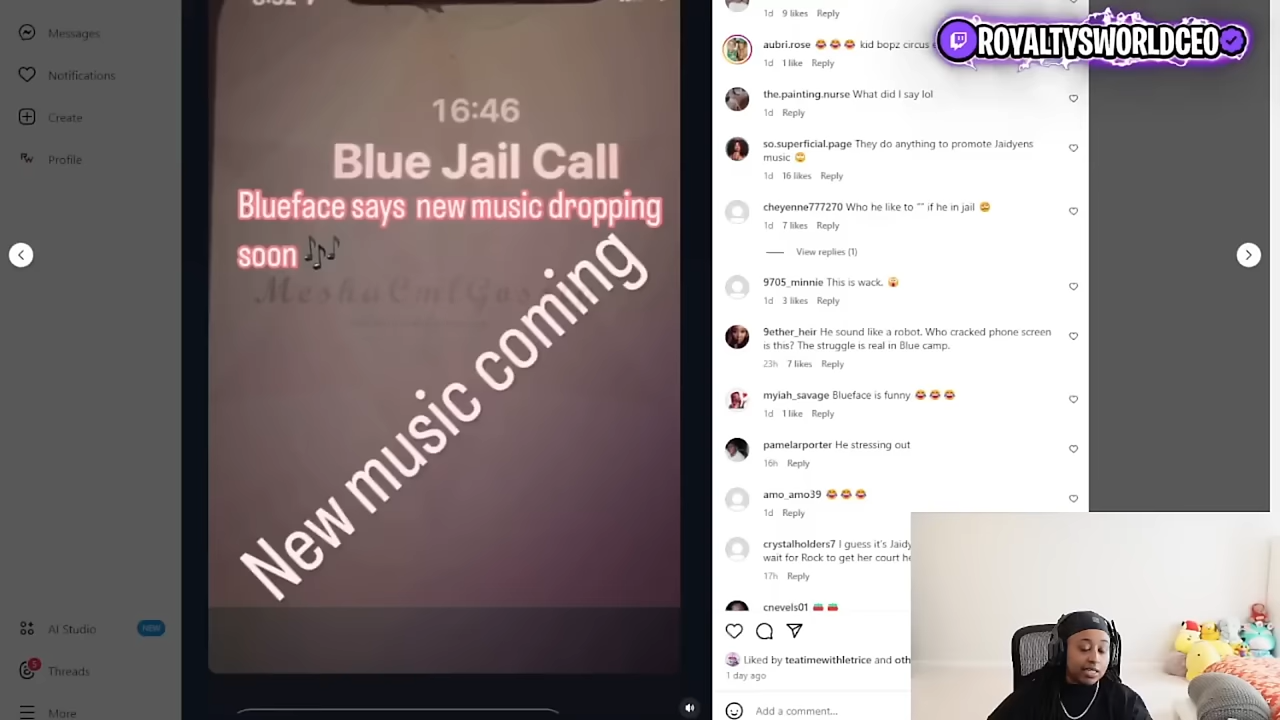 Messages
Notifications
Create
Profile
AI Studio
NEW
5
Threads
More
16:46
Blue Jail Call
Blueface says new music dropping
soon 🎶
New music coming
1d 9 likes Reply
aubri.rose 😂😂😂 kid bopz circus
1d 1 like Reply
the.painting.nurse What did I say lol
1d Reply
so.superficial.page They do anything to promote Jaidyens
music 🙄
1d 16 likes Reply
cheyenne777270 Who he like to "" if he in jail 😩
1d 7 likes Reply
View replies (1)
9705_minnie This is wack. 😩
1d 3 likes Reply
9ether_heir He sound like a robot. Who cracked phone screen
is this? The struggle is real in Blue camp.
23h 7 likes Reply
myiah_savage Blueface is funny 😂😂😂
1d 1 like Reply
pamelarporter He stressing out
16h Reply
amo_amo39 😂😂😂
1d Reply
crystalholders7 I guess it's Jaidy
wait for Rock to get her court he
17h Reply
cnevels01
Liked by teatimewithletrice and oth
1 day ago
Add a comment...
ROYALTYSWORLDCEO